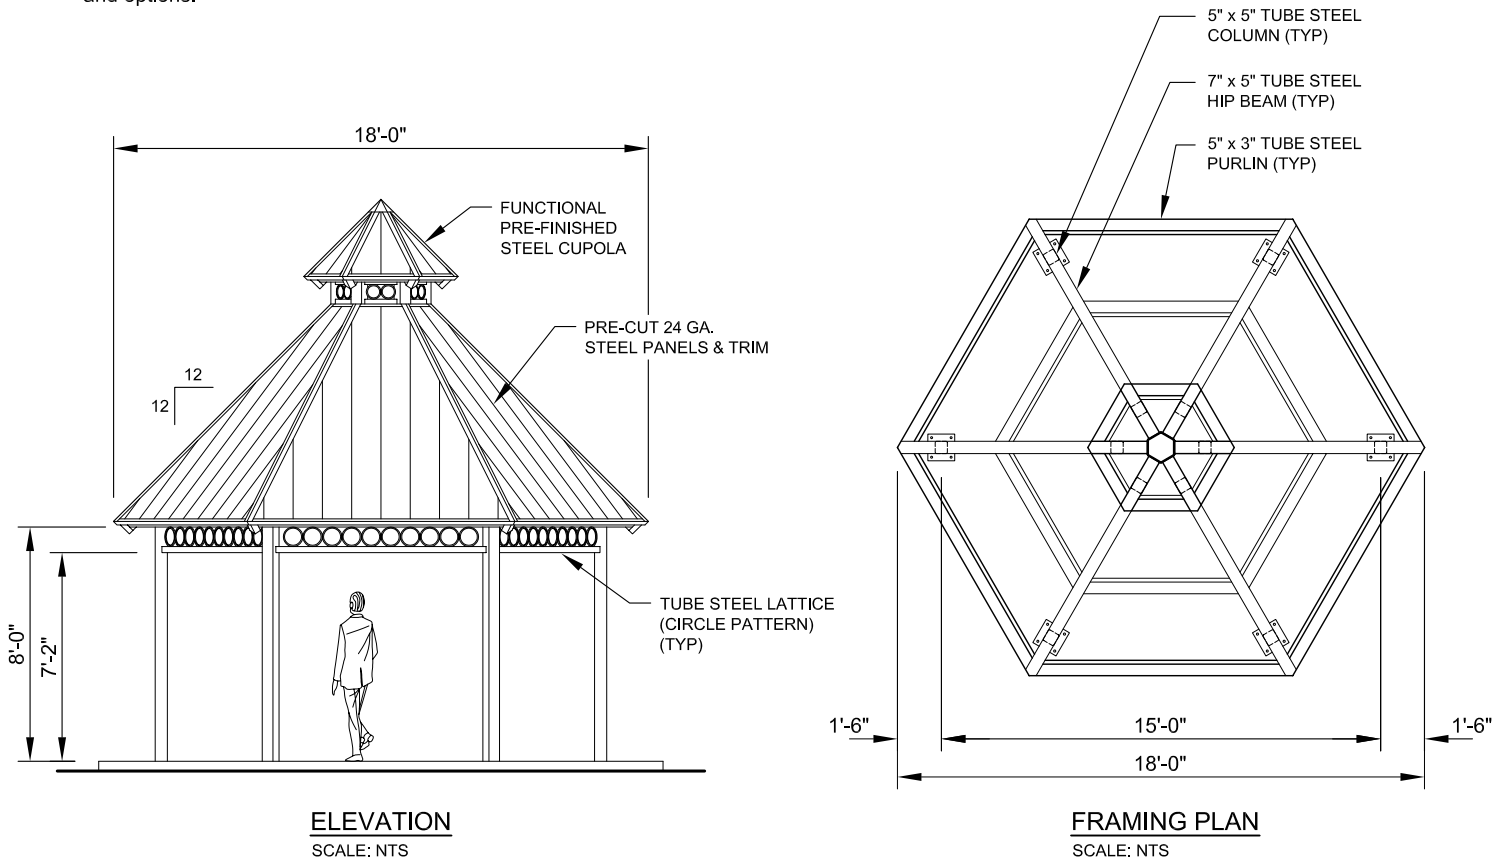 and options.
18'-0"
FUNCTIONAL
PRE-FINISHED
STEEL CUPOLA
PRE-CUT 24 GA.
STEEL PANELS & TRIM
12
12
8'-0"
7'-2"
TUBE STEEL LATTICE
(CIRCLE PATTERN)
(TYP)
ELEVATION
SCALE: NTS
5" x 5" TUBE STEEL
COLUMN (TYP)
7" x 5" TUBE STEEL
HIP BEAM (TYP)
5" x 3" TUBE STEEL
PURLIN (TYP)
1'-6"
15'-0"
1'-6"
18'-0"
FRAMING PLAN
SCALE: NTS